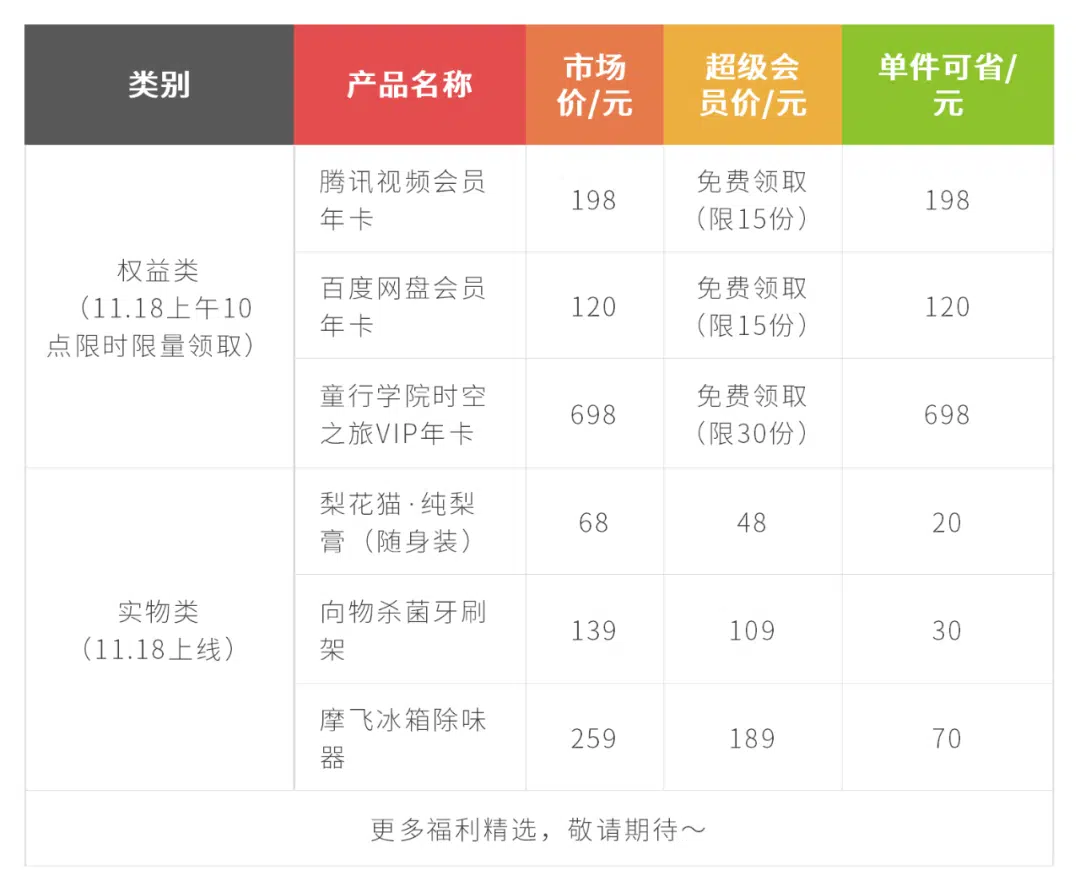 类别
产品名称
市场
价/元
超级会
员价/元
单件可省/
元
权益类
（11.18上午10
点限时限量领取）
腾讯视频会员
年卡
198
免费领取
（限15份）
198
百度网盘会员
年卡
120
免费领取
（限15份）
120
童行学院时空
之旅VIP年卡
698
免费领取
（限30份）
698
实物类
（11.18上线）
梨花猫·纯梨
膏（随身装）
68
48
20
向物杀菌牙刷
架
139
109
30
摩飞冰箱除味
器
259
189
70
更多福利精选，敬请期待～